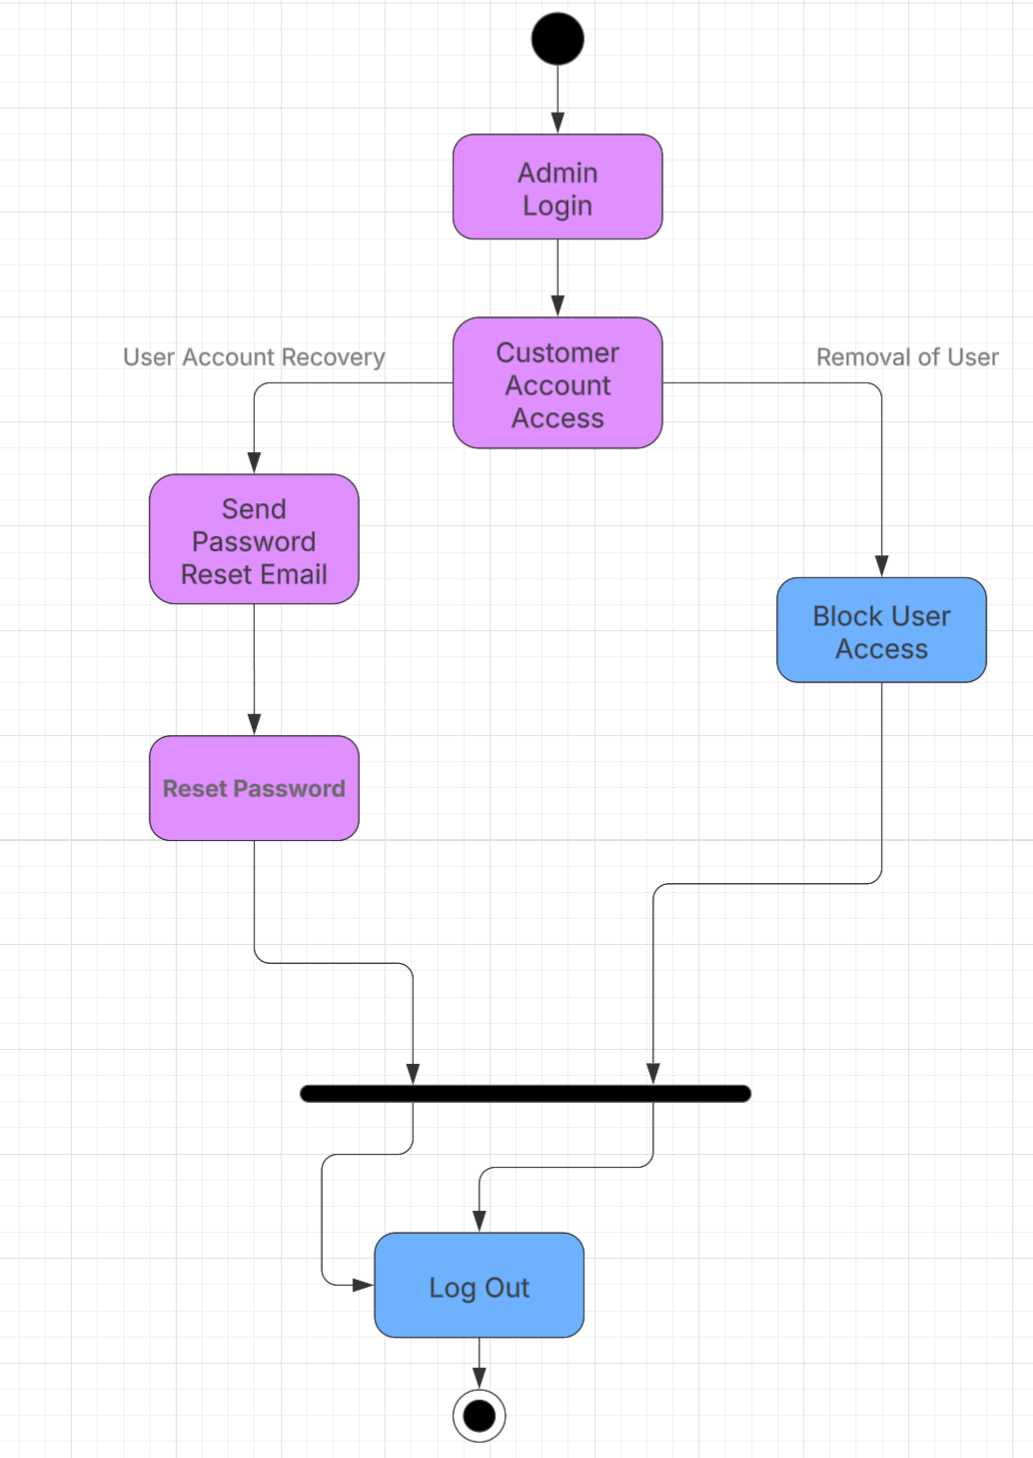 Admin
Login
User Account Recovery
Customer
Account
Access
Removal of User
Send
Password
Reset Email
Block User
Access
Reset Password
Log Out